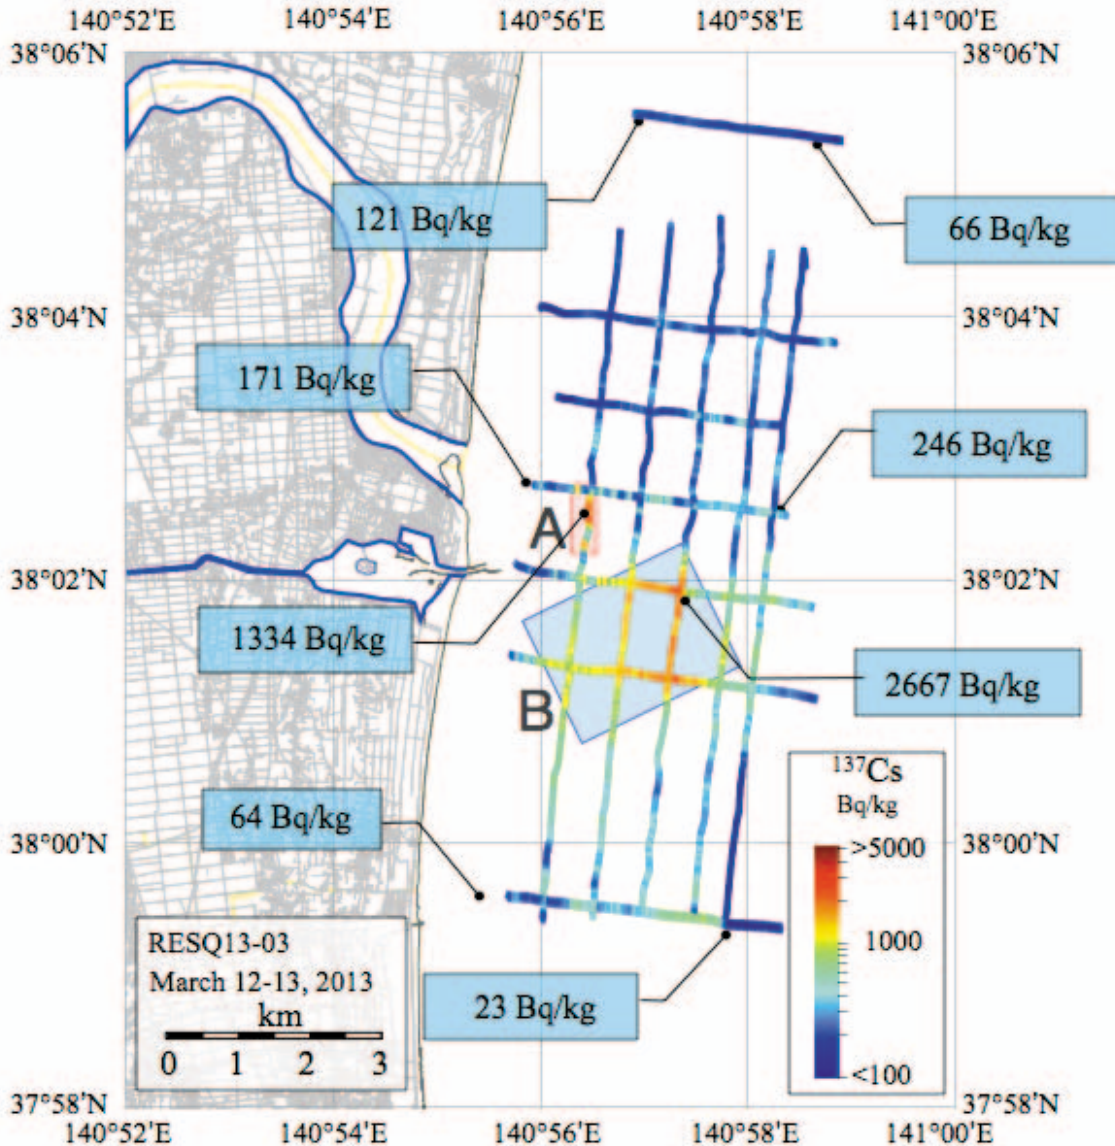 140°52'E 140°54'E 140°56'E 140°58'E 141°00'E
38°06'N 38°06'N
121 Bq/kg
66 Bq/kg
38°04'N 38°04'N
171 Bq/kg
246 Bq/kg
A
38°02'N 38°02'N
1334 Bq/kg
2667 Bq/kg
B
64 Bq/kg
38°00'N 38°00'N
137Cs
Bq/kg
>5000
1000
<100
RESQ13-03
March 12-13, 2013
km
0 1 2 3
23 Bq/kg
37°58'N 37°58'N
140°52'E 140°54'E 140°56'E 140°58'E 141°00'E